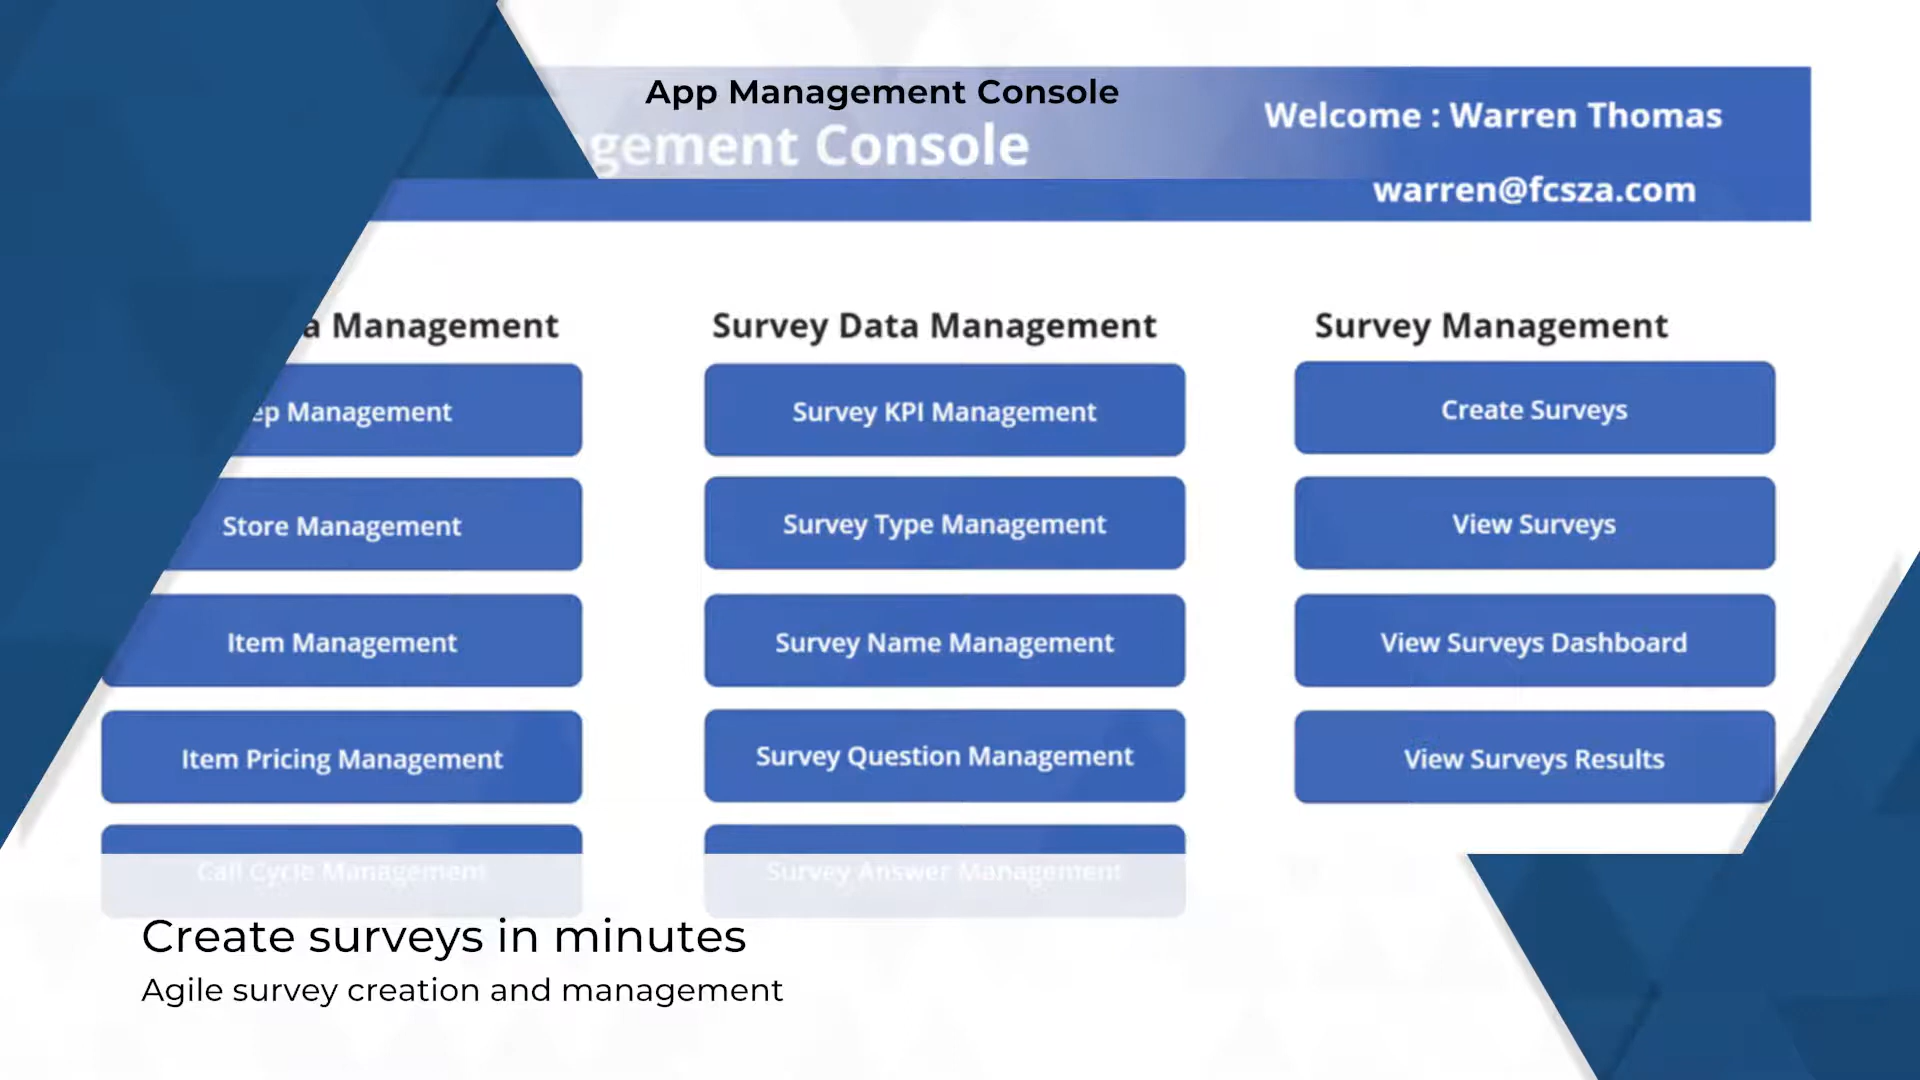 App Management Console
gement Console
Welcome : Warren Thomas
warren@fcsza.com
a Management
ep Management
Store Management
Item Management
Item Pricing Management
Call Cycle Management
Survey Data Management
Survey KPI Management
Survey Type Management
Survey Name Management
Survey Question Management
Survey Answer Management
Survey Management
Create Surveys
View Surveys
View Surveys Dashboard
View Surveys Results
Create surveys in minutes
Agile survey creation and management